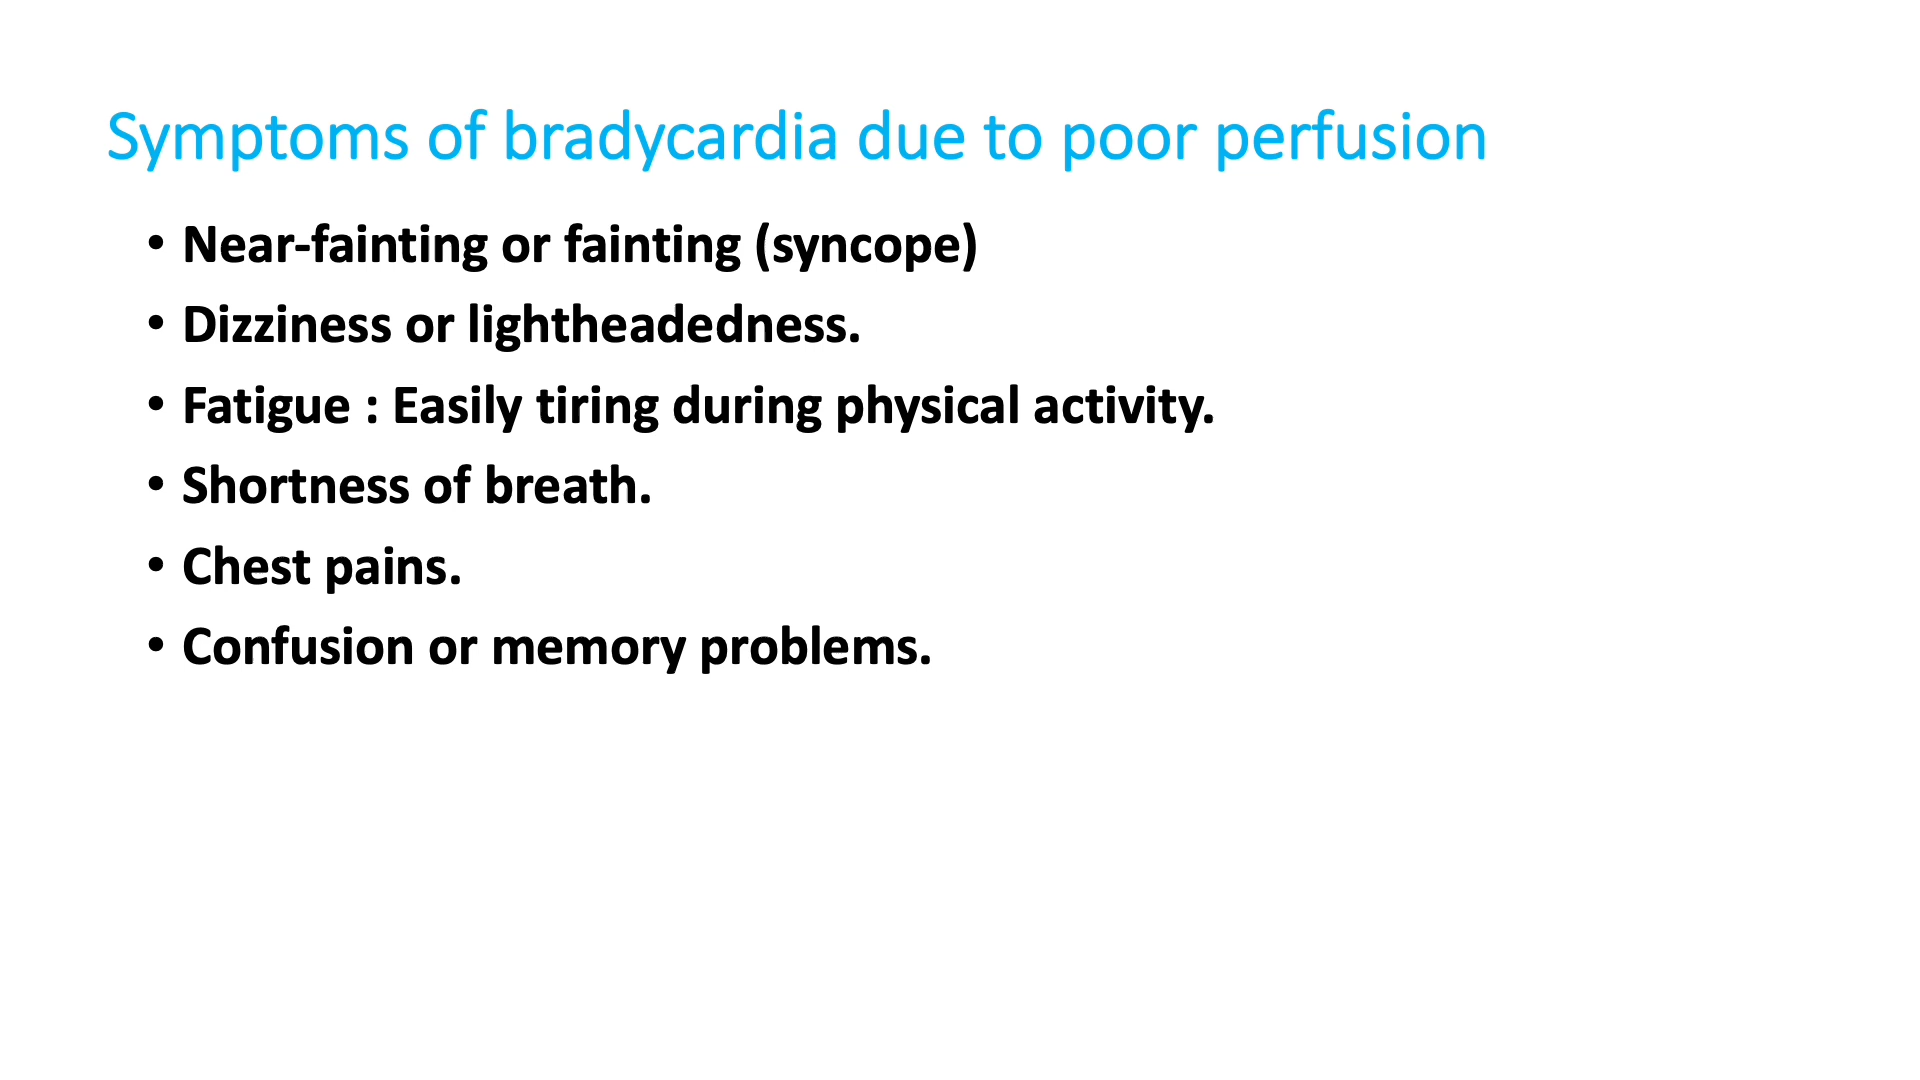 Symptoms of bradycardia due to poor perfusion
• Near-fainting or fainting (syncope)
• Dizziness or lightheadedness.
• Fatigue : Easily tiring during physical activity.
• Shortness of breath.
• Chest pains.
• Confusion or memory problems.